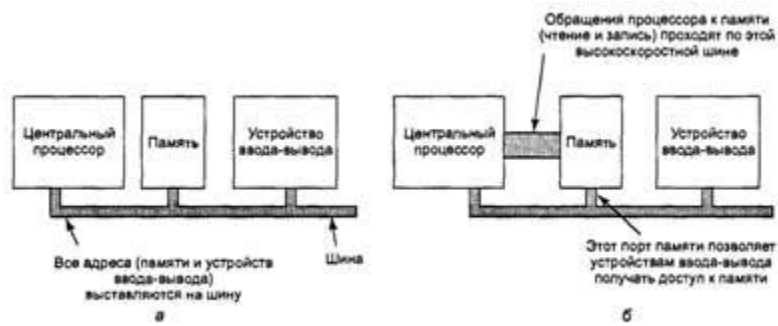 Обращения процессора к памяти
(чтение и запись) проходят по этой
высокоскоростной шине
Центральный
процессор
Память
Устройство
ввода-вывода
Центральный
процессор
Память
Устройство
ввода-вывода
Все адреса (памяти и устройств
ввода-вывода)
выставляются на шину
Шина
Этот порт памяти позволяет
устройствам ввода-вывода
получать доступ к памяти
а
б